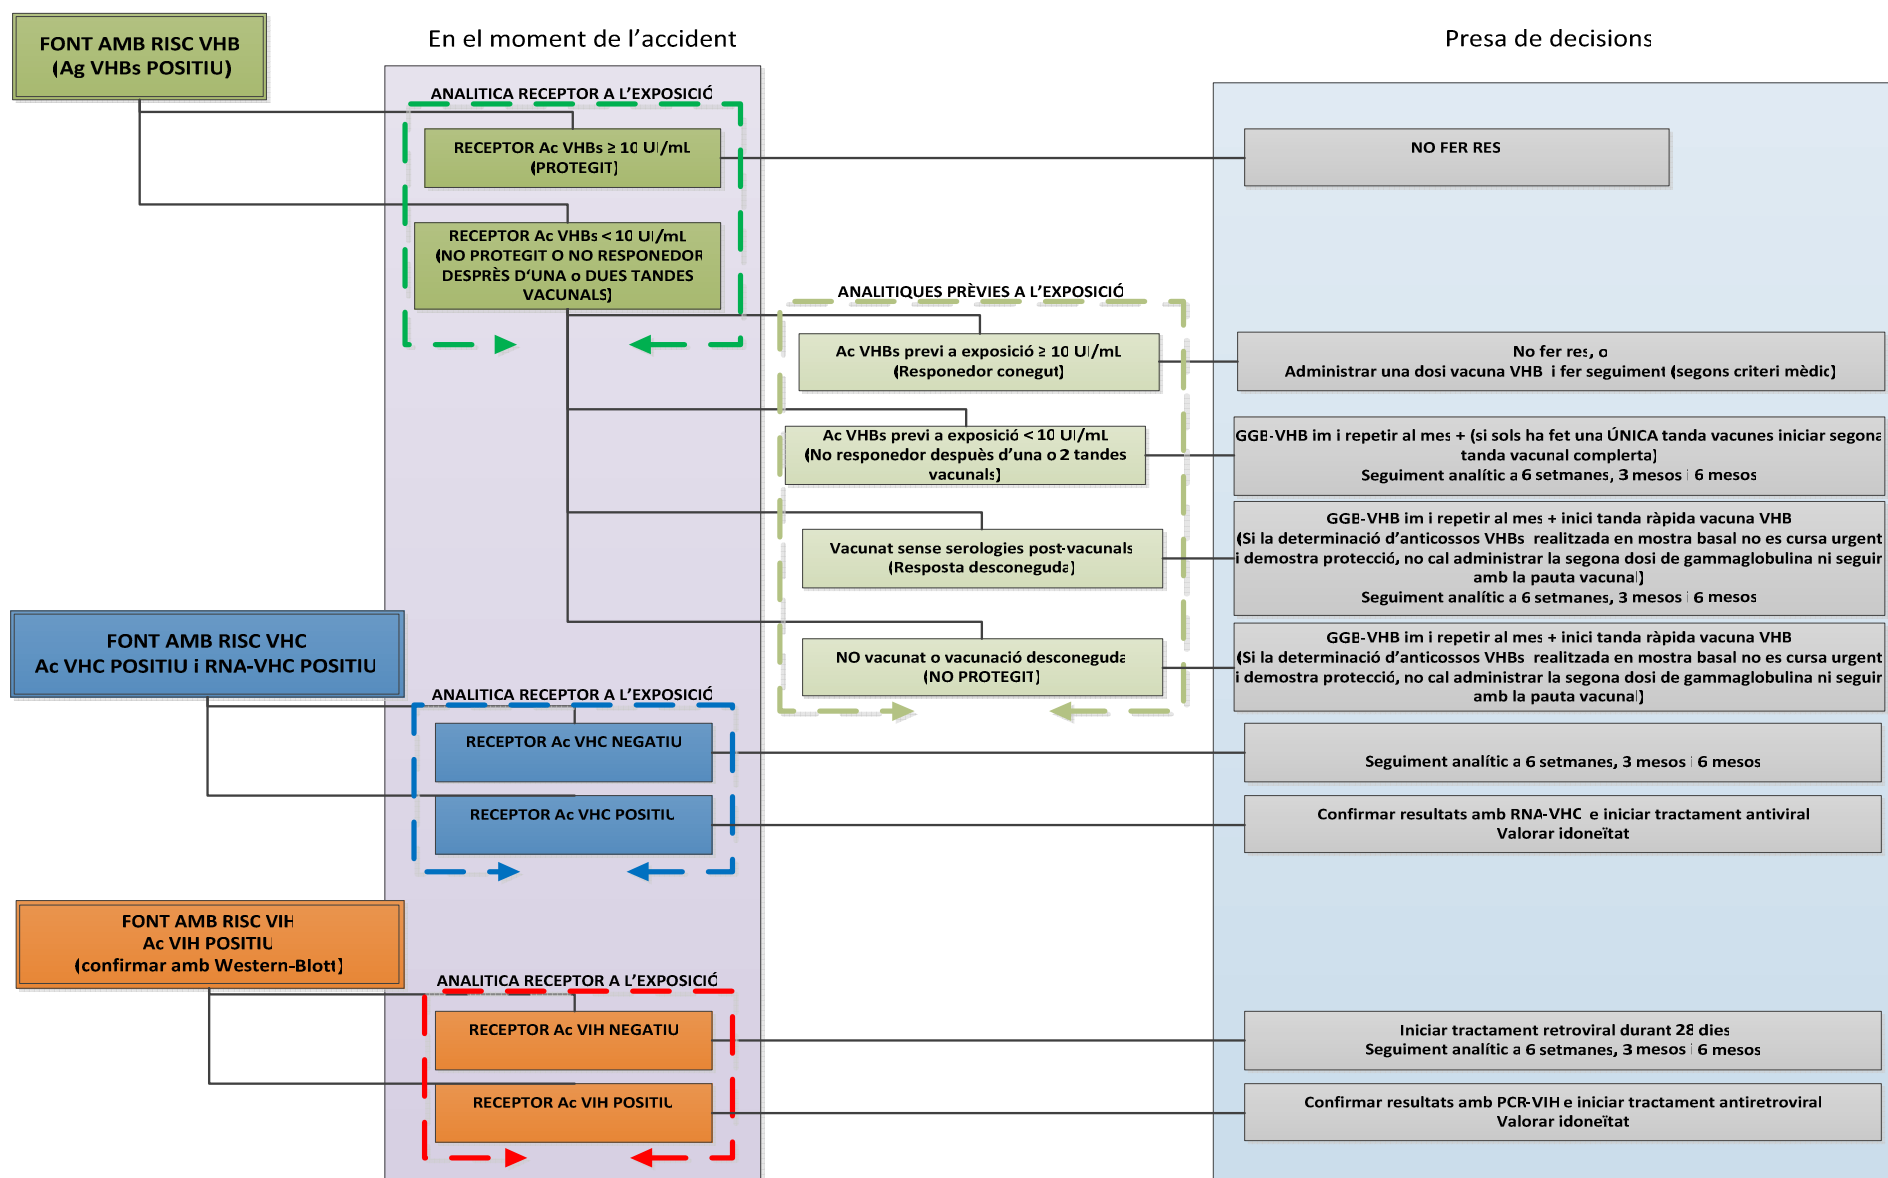 En el moment de l’accident
Presa de decisions
FONT AMB RISC VHB
(Ag VHBs POSITIU)
ANALITICA RECEPTOR A L’EXPOSICIÓ
RECEPTOR Ac VHBs ≥ 10 UI/mL
(PROTEGIT)
NO FER RES
RECEPTOR Ac VHBs < 10 UI/mL
(NO PROTEGIT O NO RESPONEDOR
DESPRÈS D‘UNA o DUES TANDES
VACUNALS)
ANALITIQUES PRÈVIES A L’EXPOSICIÓ
Ac VHBs previ a exposició ≥ 10 UI/mL
(Responedor conegut)
No fer res, o
Administrar una dosi vacuna VHB i fer seguiment (segons criteri mèdic)
Ac VHBs previ a exposició < 10 UI/mL
(No responedor despuès d’una o 2 tandes
vacunals)
GGB-VHB im i repetir al mes + (si sols ha fet una ÚNICA tanda vacunes iniciar segona
tanda vacunal complerta)
Seguiment analític a 6 setmanes, 3 mesos i 6 mesos
Vacunat sense serologies post-vacunals
(Resposta desconeguda)
GGB-VHB im i repetir al mes + inici tanda ràpida vacuna VHB
(Si la determinació d’anticossos VHBs realitzada en mostra basal no es cursa urgent
i demostra protecció, no cal administrar la segona dosi de gammaglobulina ni seguir
amb la pauta vacunal)
Seguiment analític a 6 setmanes, 3 mesos i 6 mesos
NO vacunat o vacunació desconeguda
(NO PROTEGIT)
GGB-VHB im i repetir al mes + inici tanda ràpida vacuna VHB
(Si la determinació d’anticossos VHBs realitzada en mostra basal no es cursa urgent
i demostra protecció, no cal administrar la segona dosi de gammaglobulina ni seguir
amb la pauta vacunal)
FONT AMB RISC VHC
Ac VHC POSITIU i RNA-VHC POSITIU
ANALITICA RECEPTOR A L’EXPOSICIÓ
RECEPTOR Ac VHC NEGATIU
Seguiment analític a 6 setmanes, 3 mesos i 6 mesos
RECEPTOR Ac VHC POSITIU
Confirmar resultats amb RNA-VHC e iniciar tractament antiviral
Valorar idoneïtat
FONT AMB RISC VIH
Ac VIH POSITIU
(confirmar amb Western-Blott)
ANALITICA RECEPTOR A L’EXPOSICIÓ
RECEPTOR Ac VIH NEGATIU
Iniciar tractament retroviral durant 28 dies
Seguiment analític a 6 setmanes, 3 mesos i 6 mesos
RECEPTOR Ac VIH POSITIU
Confirmar resultats amb PCR-VIH e iniciar tractament antiretroviral
Valorar idoneïtat